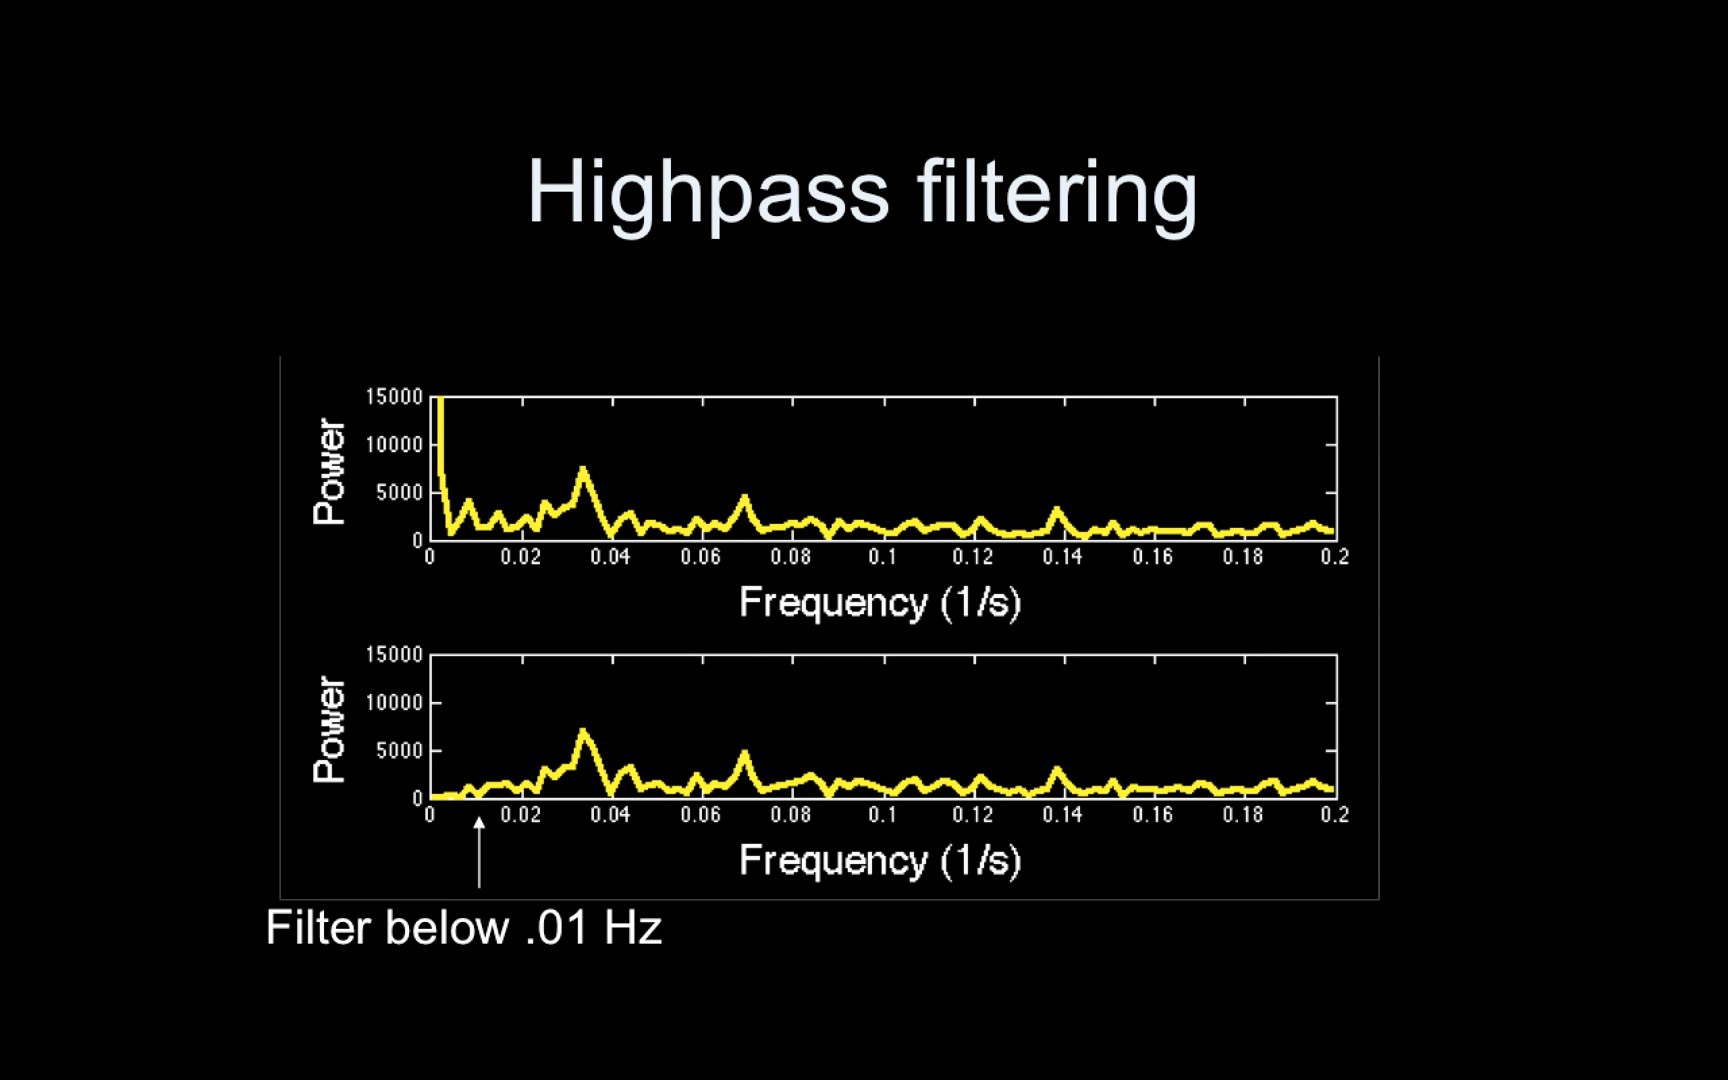 Highpass filtering
15000
10000
5000
0
Power
0 0.02 0.04 0.06 0.08 0.1 0.12 0.14 0.16 0.18 0.2
Frequency (1/s)
15000
10000
5000
0
Power
0 0.02 0.04 0.06 0.08 0.1 0.12 0.14 0.16 0.18 0.2
Frequency (1/s)
Filter below .01 Hz